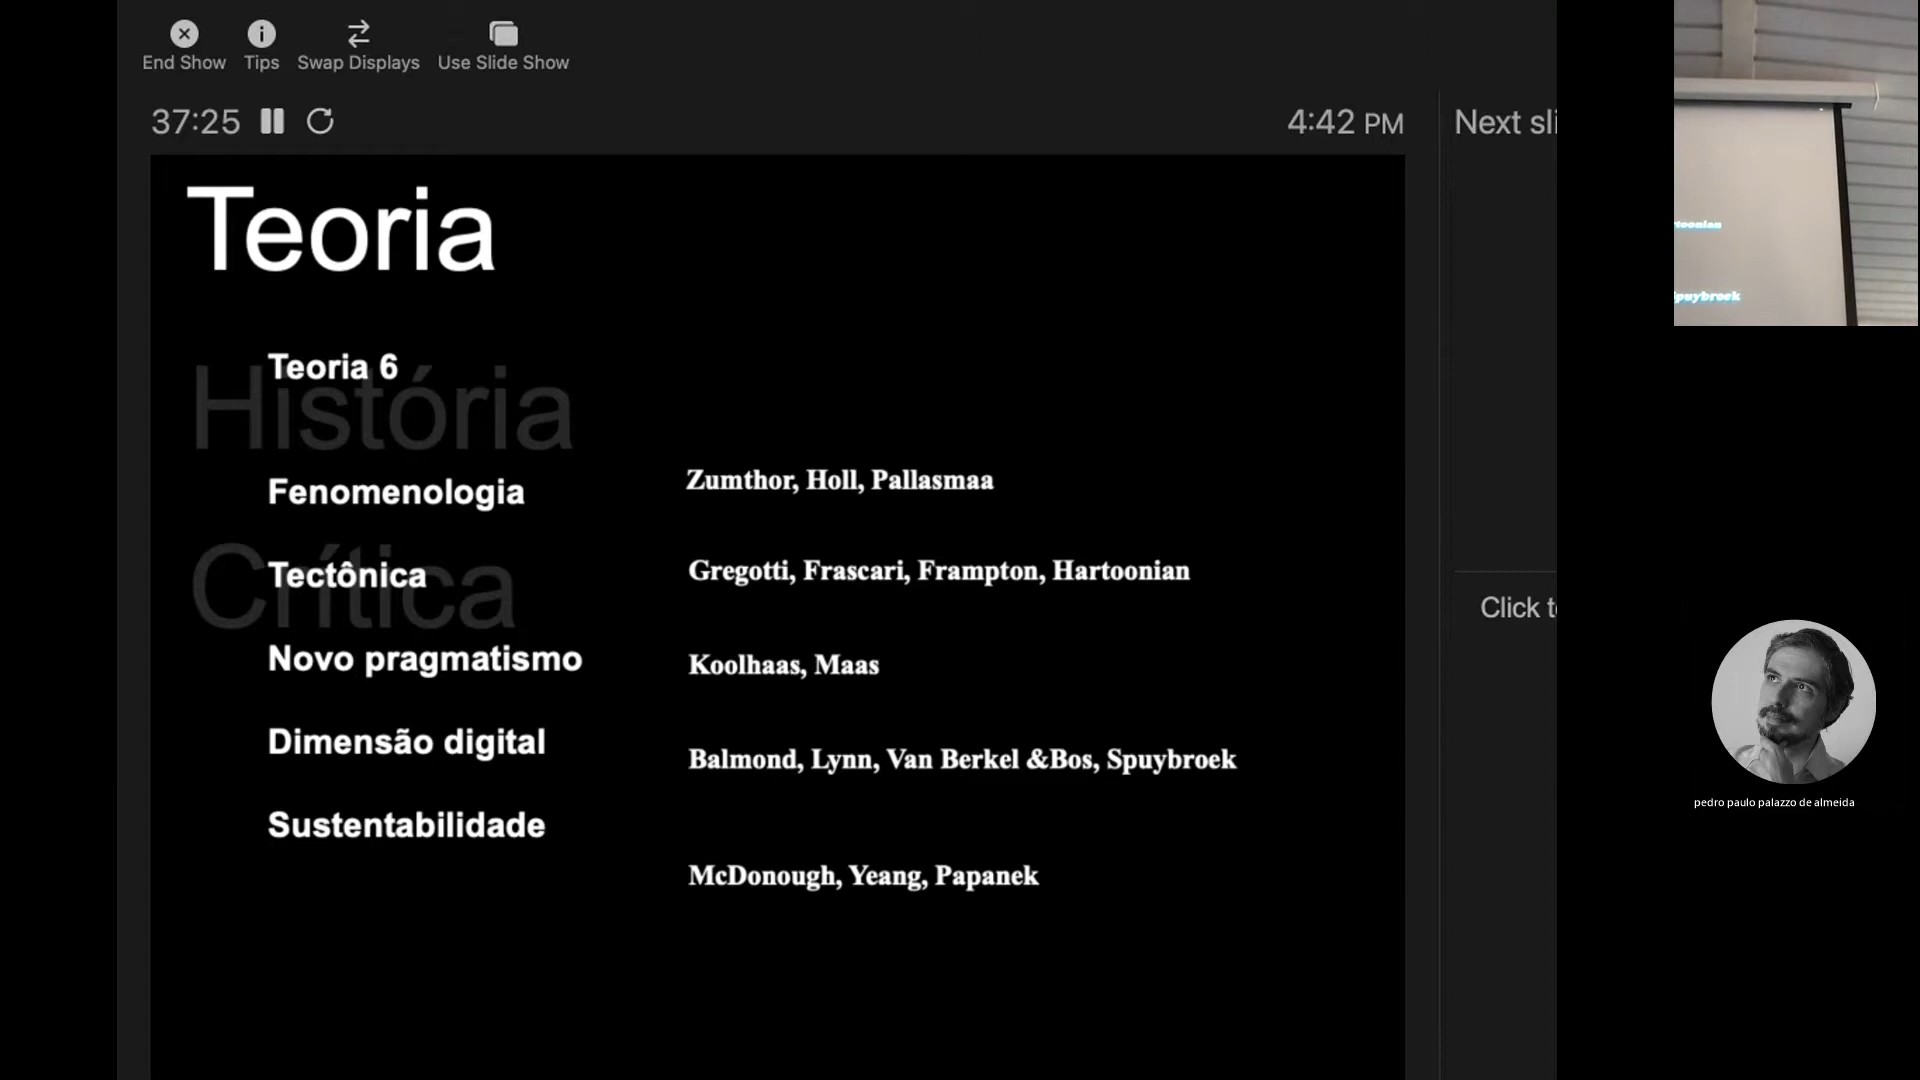 End Show
Tips
Swap Displays
Use Slide Show
37:25
4:42 PM
Next sli
Teoria
Teoria 6
História
Fenomenologia
Zumthor, Holl, Pallasmaa
Crítica
Tectônica
Gregotti, Frascari, Frampton, Hartoonian
Novo pragmatismo
Koolhaas, Maas
Dimensão digital
Balmond, Lynn, Van Berkel &Bos, Spuybroek
Sustentabilidade
McDonough, Yeang, Papanek
Click t
toonian
puybroek
pedro paulo palazzo de almeida